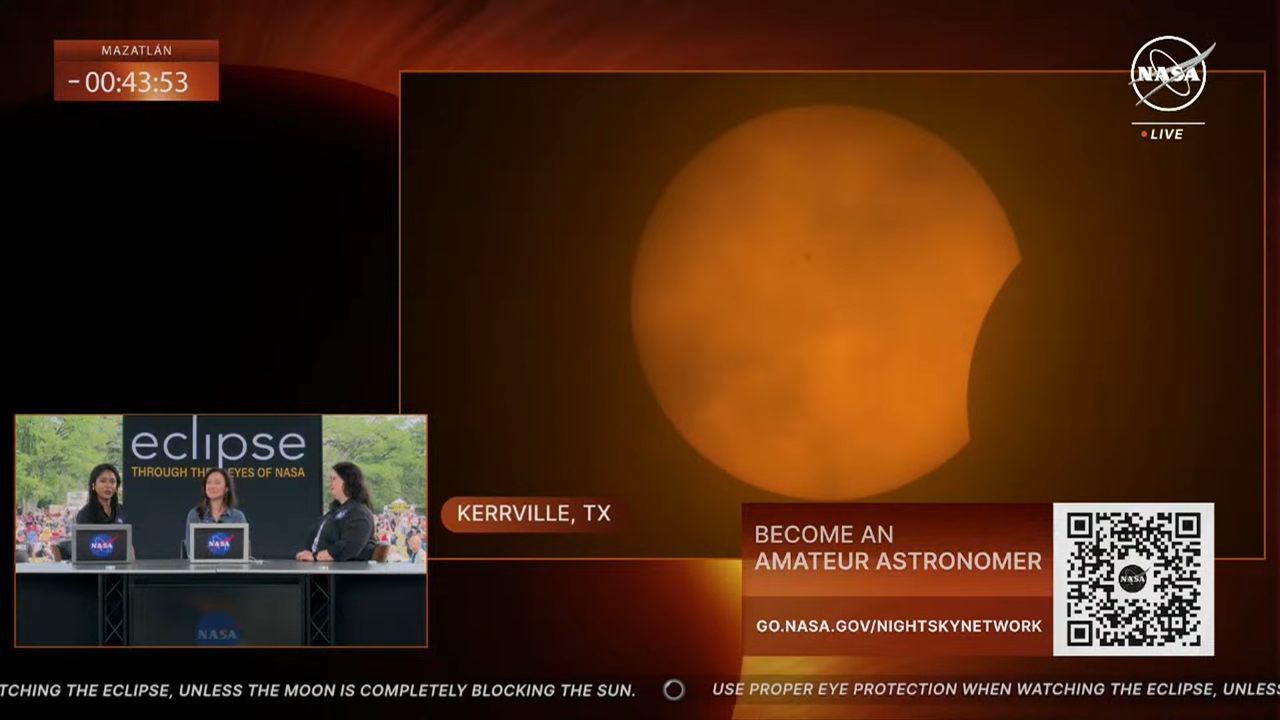 MAZATLÁN
-00:43:53
NASA
LIVE
eclipse
THROUGH THE EYES OF NASA
NASA
NASA
NASA
KERRVILLE, TX
BECOME AN
AMATEUR ASTRONOMER
GO.NASA.GOV/NIGHTSKYNETWORK
NASA
TCHING THE ECLIPSE, UNLESS THE MOON IS COMPLETELY BLOCKING THE SUN. USE PROPER EYE PROTECTION WHEN WATCHING THE ECLIPSE, UNLESS